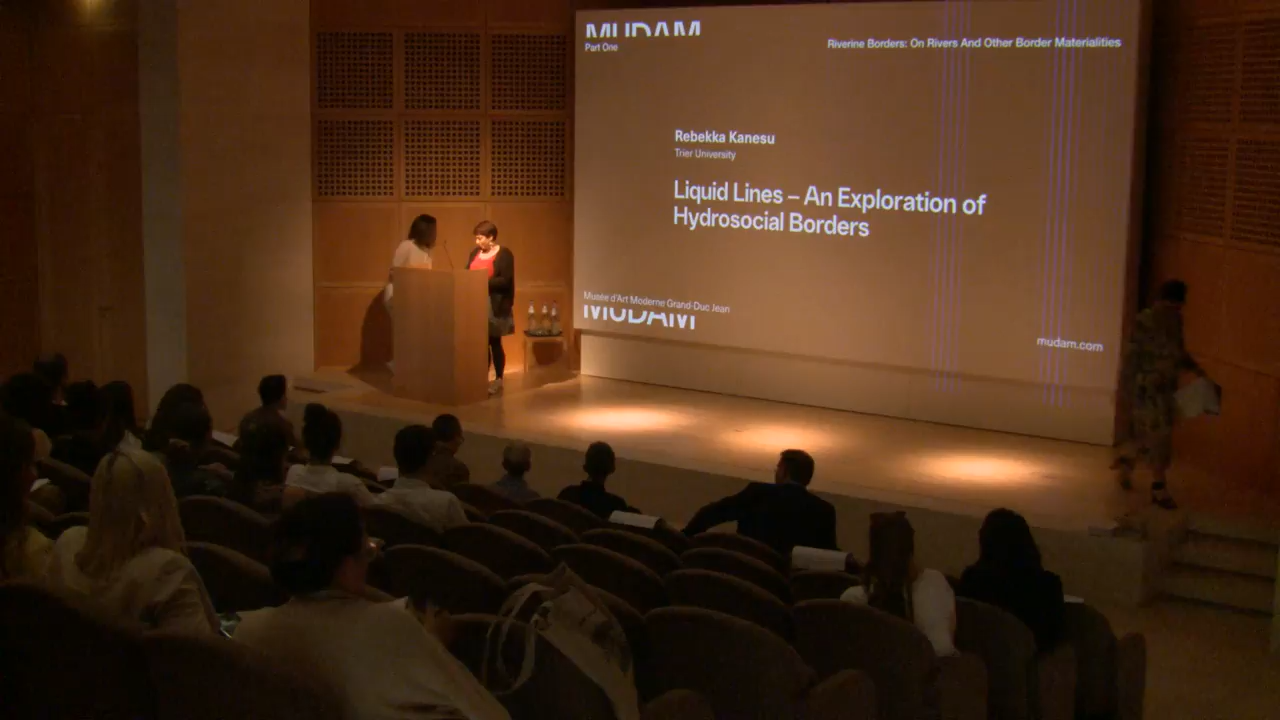 MUDAM
Part One
Riverine Borders: On Rivers And Other Border Materialities
Rebekka Kanesu
Trier University
Liquid Lines – An Exploration of
Hydrosocial Borders
Musée d'Art Moderne Grand-Duc Jean
MUDAM
mudam.com